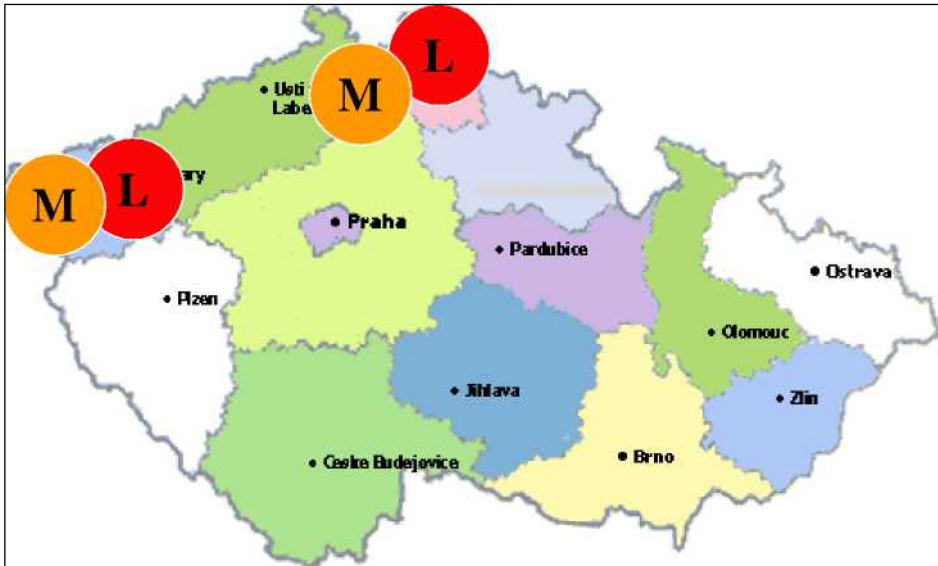 L
M
Usti
Labe
M
L
ary
Praha
Pardubice
Ostrava
Plzen
Olomouc
Jihlava
Zlin
Ceske Budejovice
Brno